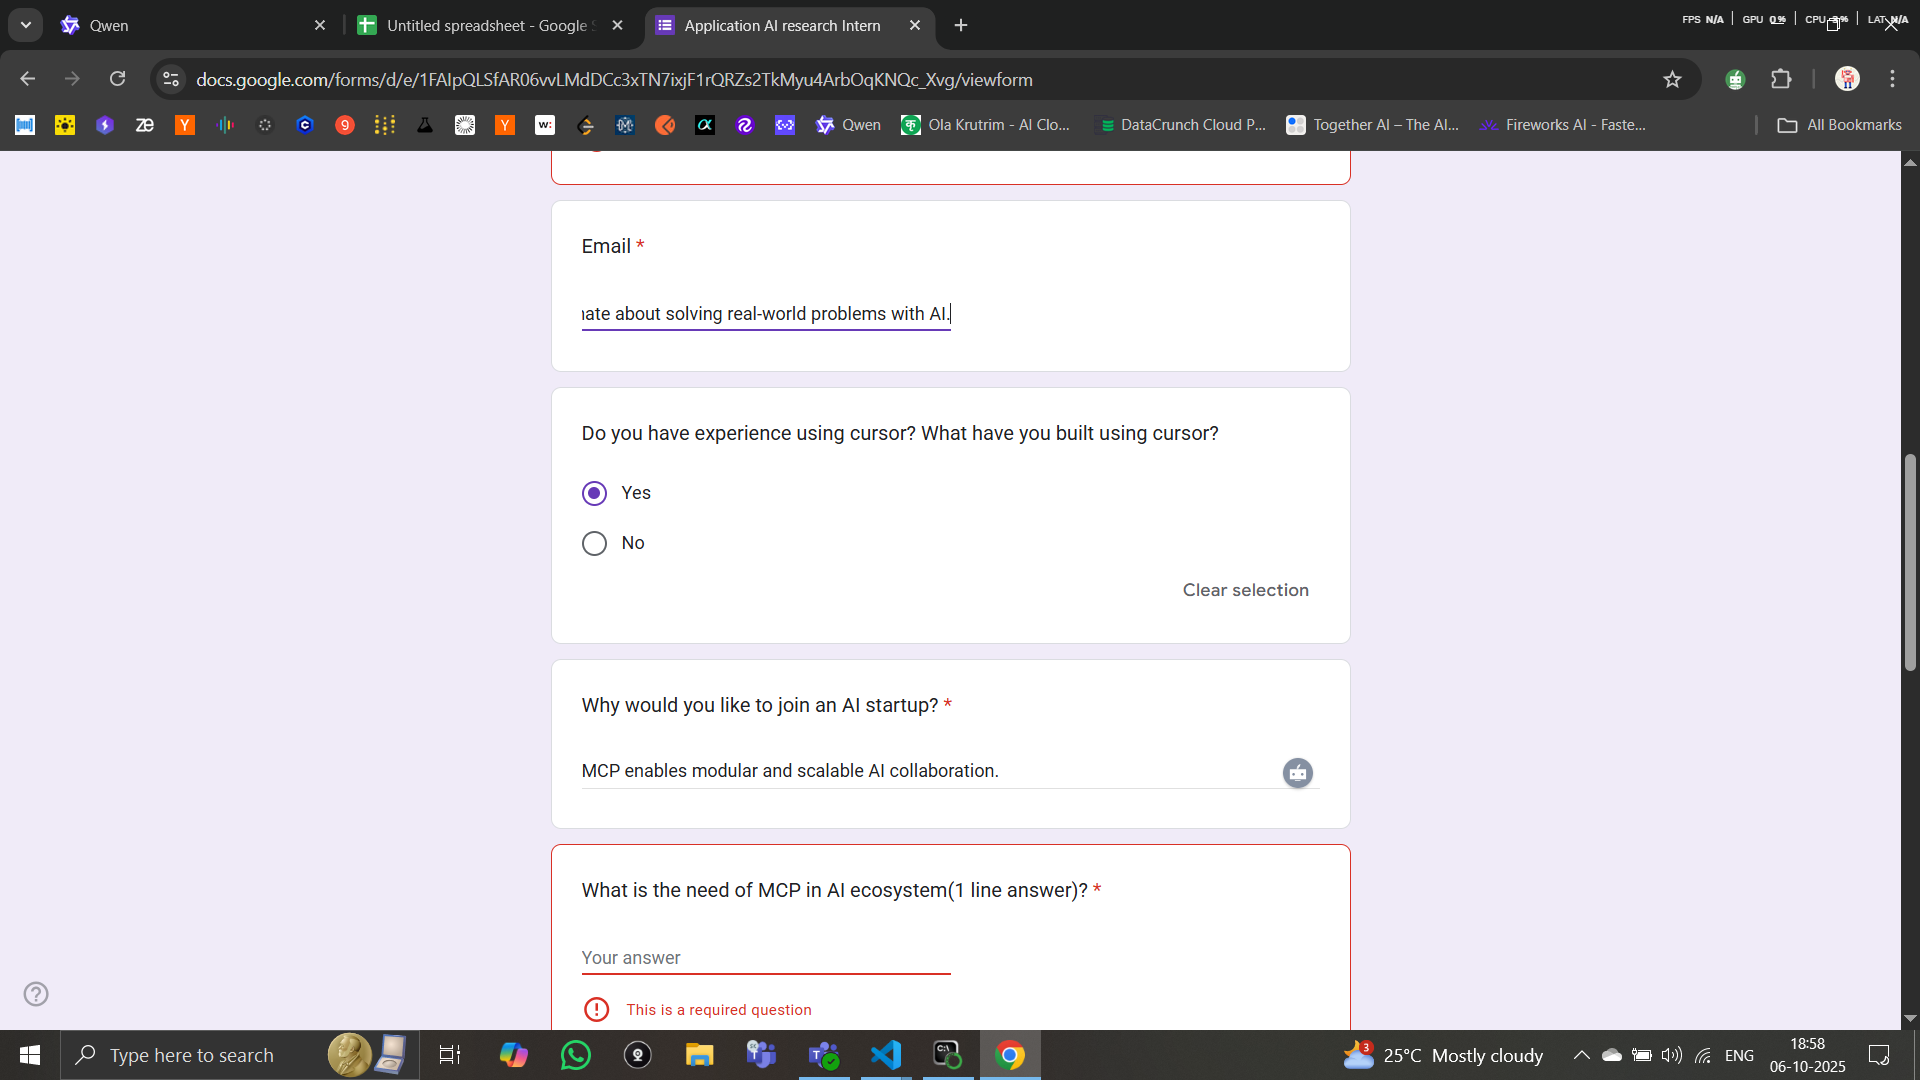 Qwen
Untitled spreadsheet - Google S
Application AI research Intern
FPS N/A
GPU 0%
CPU
LAT N/A
docs.google.com/forms/d/e/1FAIpQLSfAR06vvLMdDCc3xTN7ixjF1rQRZs2TkMyu4ArbOqKNQc_Xvg/viewform
Qwen
Ola Krutrim - AI Clo...
DataCrunch Cloud P...
Together AI – The AI...
Fireworks AI - Faste...
All Bookmarks
Email *
nate about solving real-world problems with AI.
Do you have experience using cursor? What have you built using cursor?
Yes
No
Clear selection
Why would you like to join an AI startup? *
MCP enables modular and scalable AI collaboration.
What is the need of MCP in AI ecosystem(1 line answer)? *
Your answer
This is a required question
Type here to search
3
25°C Mostly cloudy
ENG
18:58
06-10-2025